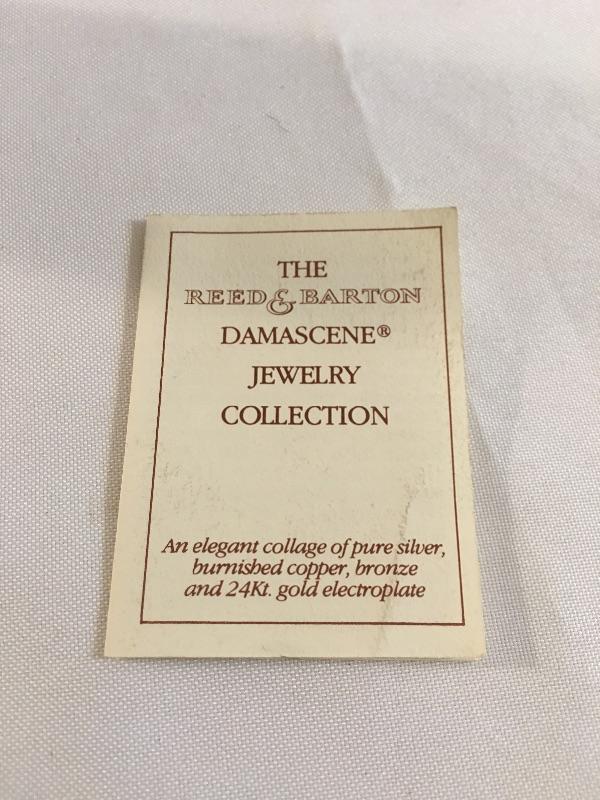 THE
REED & BARTON
DAMASCENE®
JEWELRY
COLLECTION
An elegant collage of pure silver,
burnished copper, bronze
and 24Kt. gold electroplate